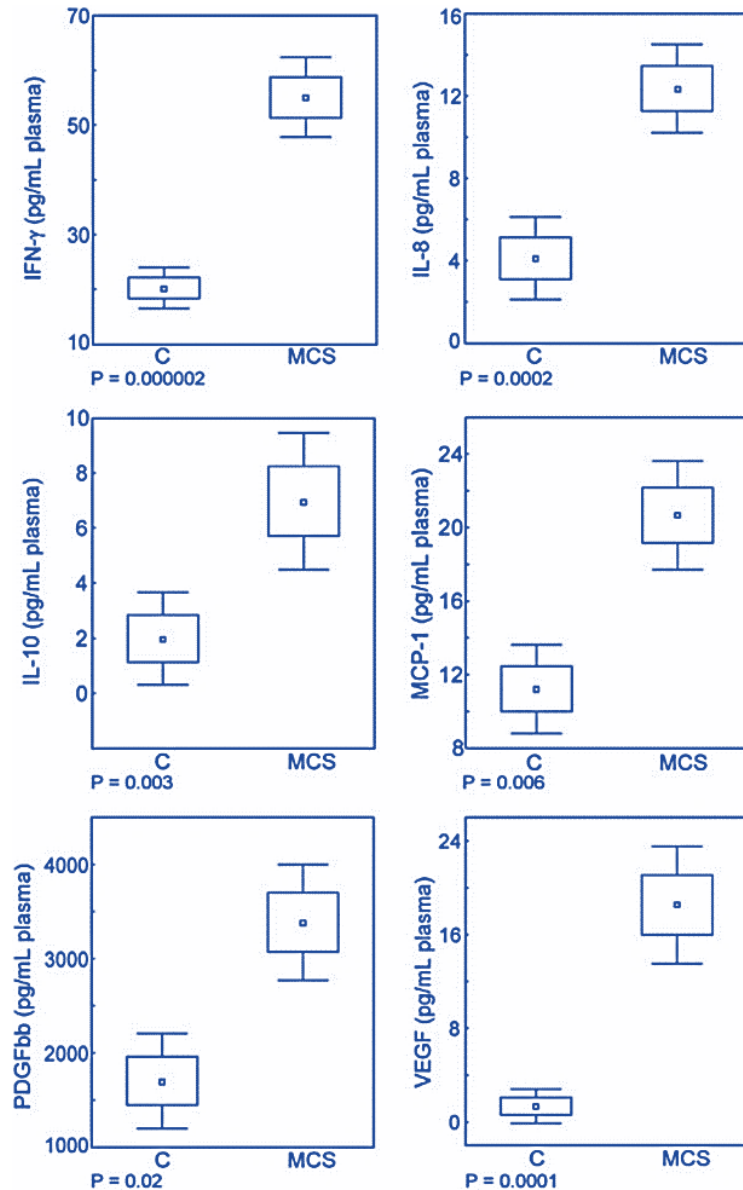 70
50
30
10
IFN-γ (pg/mL plasma)
C MCS
P = 0.000002
16
12
8
4
0
IL-8 (pg/mL plasma)
C MCS
P = 0.0002
10
8
6
4
2
0
IL-10 (pg/mL plasma)
C MCS
P = 0.003
24
20
16
12
8
MCP-1 (pg/mL plasma)
C MCS
P = 0.006
4000
3000
2000
1000
PDGFbb (pg/mL plasma)
C MCS
P = 0.02
24
16
8
0
VEGF (pg/mL plasma)
C MCS
P = 0.0001